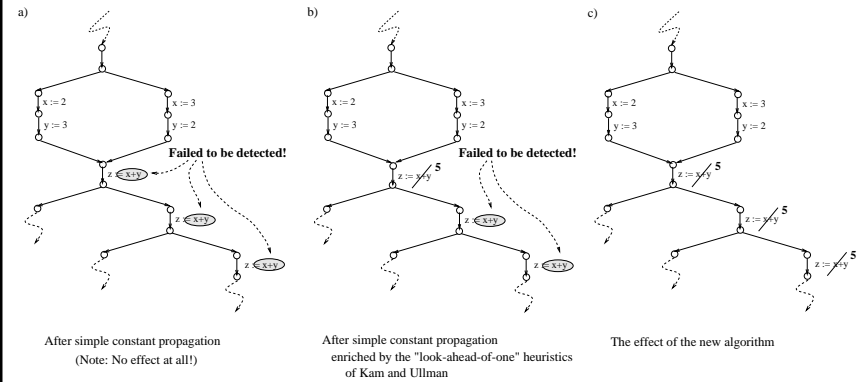 a)
x := 2
x := 3
y := 3
y := 2
Failed to be detected!
z := x+y
z := x+y
z := x+y
After simple constant propagation
(Note: No effect at all!)
b)
x := 2
x := 3
y := 3
y := 2
Failed to be detected!
z := x+y 5
z := x+y
z := x+y
After simple constant propagation
enriched by the "look-ahead-of-one" heuristics
of Kam and Ullman
c)
x := 2
x := 3
y := 3
y := 2
z := x+y 5
z := x+y 5
z := x+y 5
The effect of the new algorithm